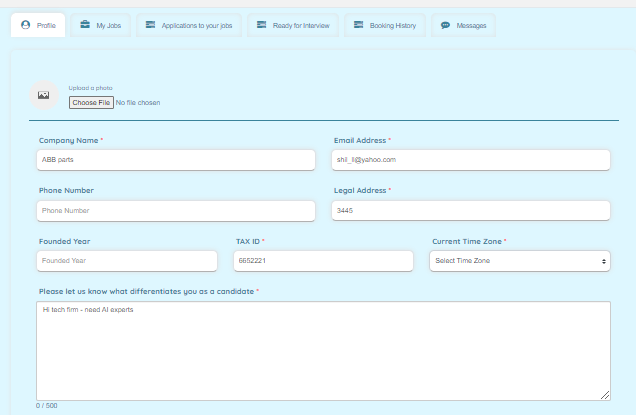 Profile
My Jobs
Applications to your jobs
Ready for Interview
Booking History
Messages
Upload a photo
Choose File No file chosen
Company Name *
Email Address *
ABB parts
shil_li@yahoo.com
Phone Number
Legal Address *
Phone Number
3445
Founded Year
TAX ID *
Current Time Zone *
Founded Year
6652221
Select Time Zone
Please let us know what differentiates you as a candidate *
Hi tech firm - need AI experts
0 / 500